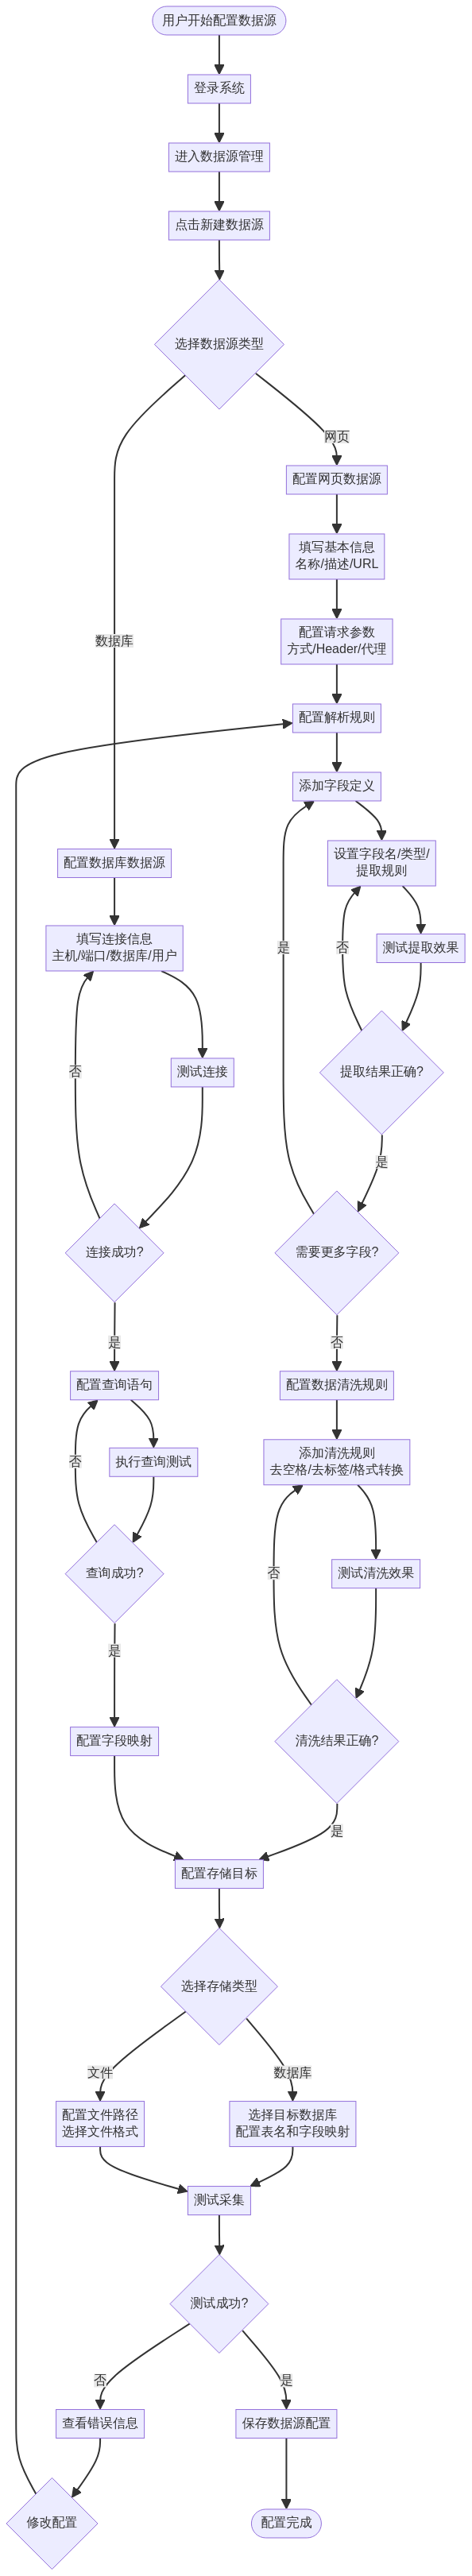 用户开始配置数据源
登录系统
进入数据源管理
点击新建数据源
选择数据源类型
网页
配置网页数据源
填写基本信息
名称/描述/URL
配置请求参数
方式/Header/代理
数据库
配置解析规则
添加字段定义
配置数据库数据源
设置字段名/类型/
提取规则
填写连接信息
主机/端口/数据库/用户
是
否
测试提取效果
否
测试连接
提取结果正确?
是
连接成功?
需要更多字段?
是
否
配置查询语句
配置数据清洗规则
否
执行查询测试
添加清洗规则
去空格/去标签/格式转换
查询成功?
否
测试清洗效果
是
配置字段映射
清洗结果正确?
是
配置存储目标
选择存储类型
文件
数据库
配置文件路径
选择文件格式
选择目标数据库
配置表名和字段映射
测试采集
测试成功?
否
是
查看错误信息
保存数据源配置
修改配置
配置完成